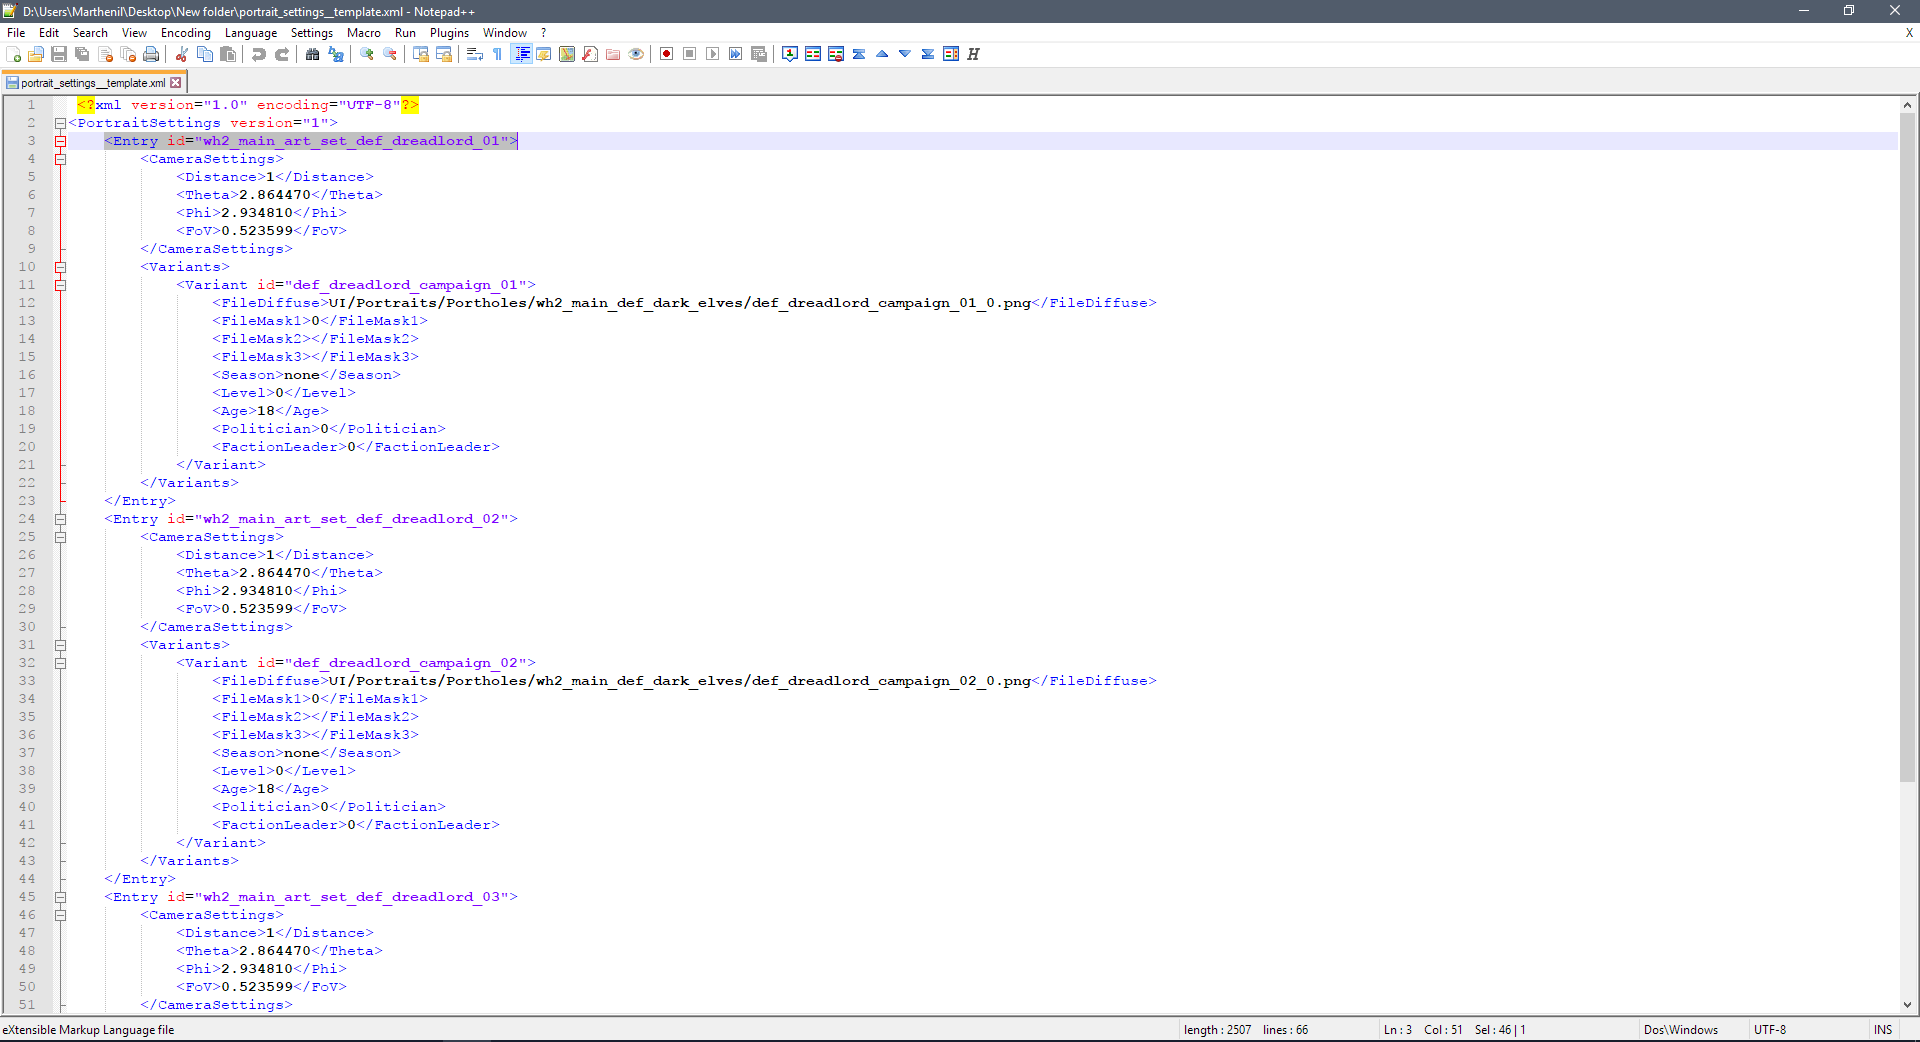 D:\Users\Marthenil\Desktop\New folder\portrait_settings__template.xml - Notepad++
File Edit Search View Encoding Language Settings Macro Run Plugins Window ? X
portrait_settings__template.xml
1 <?xml version="1.0" encoding="UTF-8"?>
2 <PortraitSettings version="1">
3 <Entry id="wh2_main_art_set_def_dreadlord_01">
4 <CameraSettings>
5 <Distance>1</Distance>
6 <Theta>2.864470</Theta>
7 <Phi>2.934810</Phi>
8 <FoV>0.523599</FoV>
9 </CameraSettings>
10 <Variants>
11 <Variant id="def_dreadlord_campaign_01">
12 <FileDiffuse>UI/Portraits/Portholes/wh2_main_def_dark_elves/def_dreadlord_campaign_01_0.png</FileDiffuse>
13 <FileMask1>0</FileMask1>
14 <FileMask2></FileMask2>
15 <FileMask3></FileMask3>
16 <Season>none</Season>
17 <Level>0</Level>
18 <Age>18</Age>
19 <Politician>0</Politician>
20 <FactionLeader>0</FactionLeader>
21 </Variant>
22 </Variants>
23 </Entry>
24 <Entry id="wh2_main_art_set_def_dreadlord_02">
25 <CameraSettings>
26 <Distance>1</Distance>
27 <Theta>2.864470</Theta>
28 <Phi>2.934810</Phi>
29 <FoV>0.523599</FoV>
30 </CameraSettings>
31 <Variants>
32 <Variant id="def_dreadlord_campaign_02">
33 <FileDiffuse>UI/Portraits/Portholes/wh2_main_def_dark_elves/def_dreadlord_campaign_02_0.png</FileDiffuse>
34 <FileMask1>0</FileMask1>
35 <FileMask2></FileMask2>
36 <FileMask3></FileMask3>
37 <Season>none</Season>
38 <Level>0</Level>
39 <Age>18</Age>
40 <Politician>0</Politician>
41 <FactionLeader>0</FactionLeader>
42 </Variant>
43 </Variants>
44 </Entry>
45 <Entry id="wh2_main_art_set_def_dreadlord_03">
46 <CameraSettings>
47 <Distance>1</Distance>
48 <Theta>2.864470</Theta>
49 <Phi>2.934810</Phi>
50 <FoV>0.523599</FoV>
51 </CameraSettings>
eXtensible Markup Language file length : 2507 lines : 66 Ln : 3 Col : 51 Sel : 46 | 1 Dos\Windows UTF-8 INS